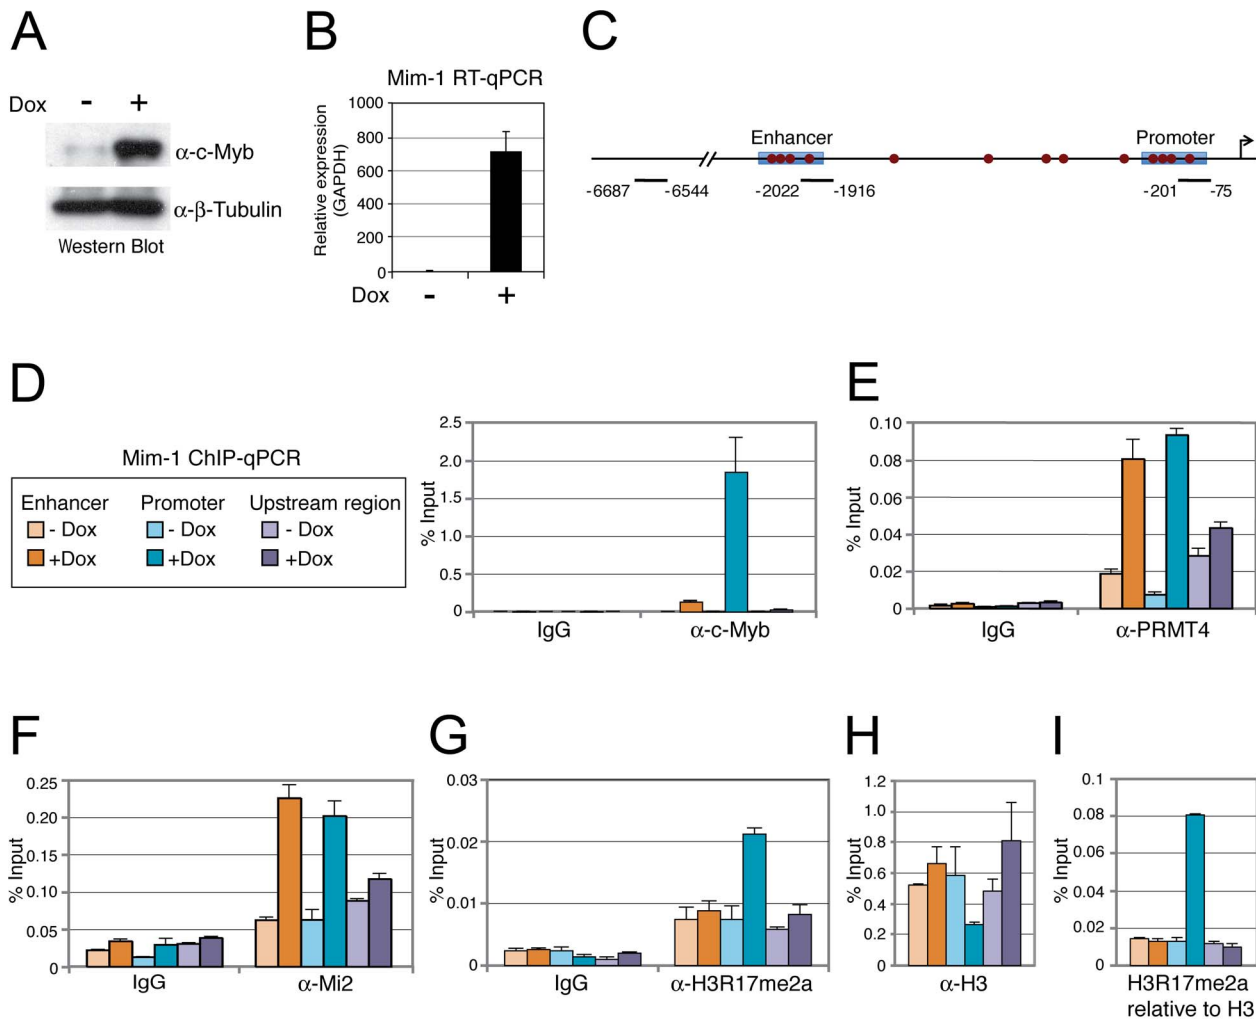 A
Dox - +
α-c-Myb
α-β-Tubulin
Western Blot
B
Mim-1 RT-qPCR
Relative expression
(GAPDH)
1000
800
600
400
200
0
Dox - +
C
Enhancer
Promoter
-6687 -6544 -2022 -1916 -201 -75
D
Mim-1 ChIP-qPCR
Enhancer Promoter Upstream region
- Dox - Dox - Dox
+Dox +Dox +Dox
% Input
2.5
2.0
1.5
1.0
0.5
0
IgG α-c-Myb
E
% Input
0.10
0.08
0.06
0.04
0.02
0
IgG α-PRMT4
F
% Input
0.25
0.20
0.15
0.10
0.05
0
IgG α-Mi2
G
% Input
0.03
0.02
0.01
0
IgG α-H3R17me2a
H
% Input
1.2
1.0
0.8
0.6
0.4
0.2
0
α-H3
I
% Input
0.1
0.08
0.06
0.04
0.02
0
H3R17me2a
relative to H3